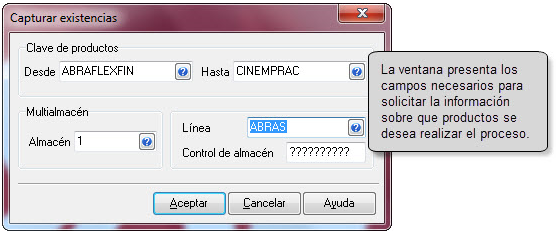 Capturar existencias
Clave de productos
Desde ABRAFLEXFIN Hasta CINEMPRAC
Multialmacén
Almacén 1
Línea ABRAS
Control de almacén ??????????
Aceptar Cancelar Ayuda
La ventana presenta los
campos necesarios para
solicitar la información
sobre que productos se
desea realizar el proceso.